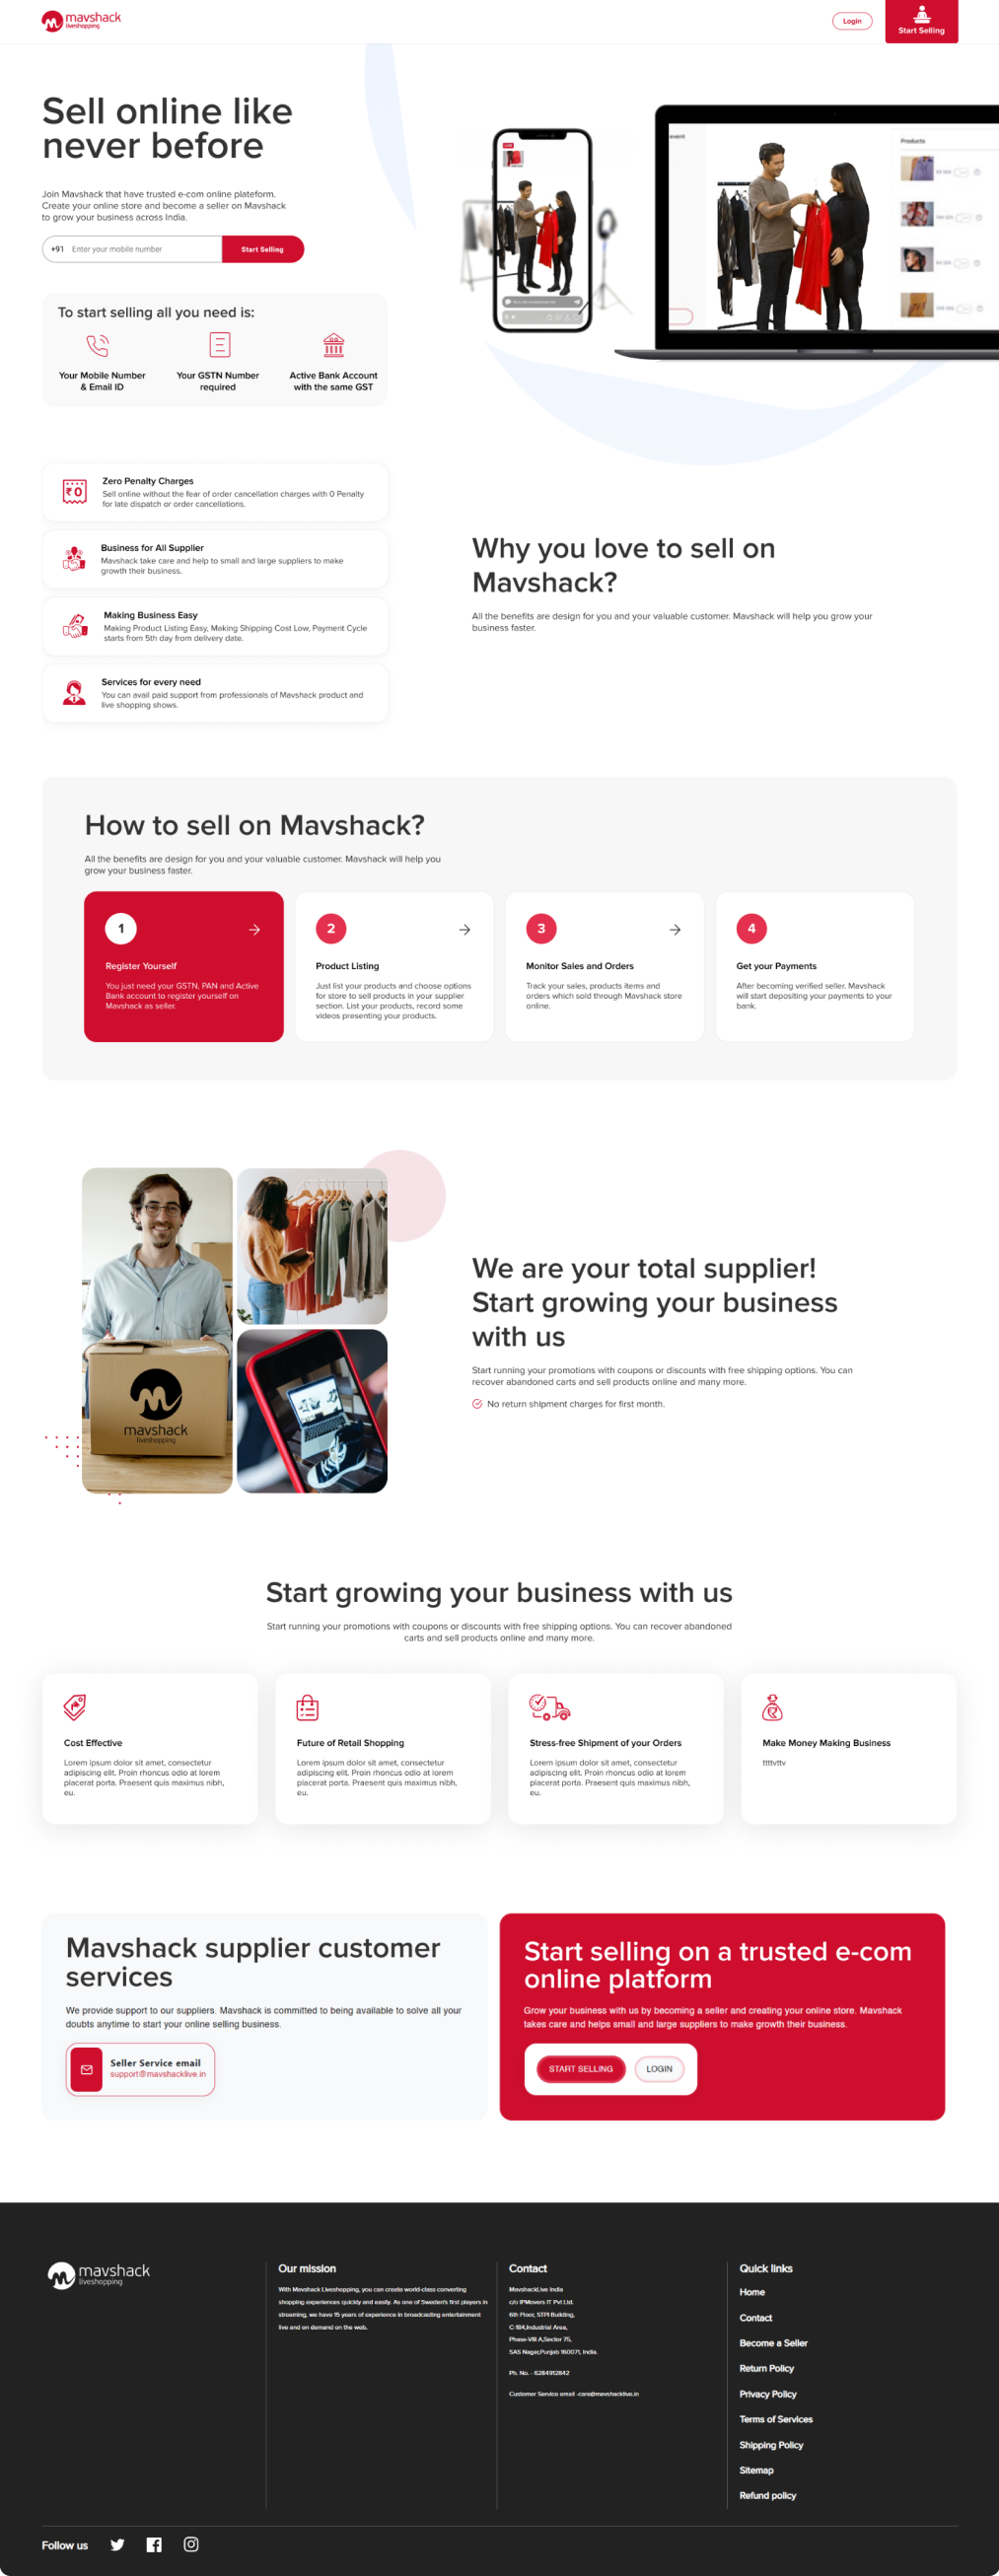 mavshack
liveshopping
Login
Start Selling
Sell online like
never before
Join Mavshack that have trusted e-com online plateform.
Create your online store and become a seller on Mavshack
to grow your business across India.
+91 Enter your mobile number
Start Selling
LIVE
Products
To start selling all you need is:
Your Mobile Number
& Email ID
Your GSTN Number
required
Active Bank Account
with the same GST
₹0
Zero Penalty Charges
Sell online without the fear of order cancellation charges with 0 Penalty
for late dispatch or order cancellations.
Business for All Supplier
Mavshack take care and help to small and large suppliers to make
growth their business.
Making Business Easy
Making Product Listing Easy, Making Shipping Cost Low, Payment Cycle
starts from 5th day from delivery date.
Services for every need
You can avail paid support from professionals of Mavshack product and
live shopping shows.
Why you love to sell on
Mavshack?
All the benefits are design for you and your valuable customer. Mavshack will help you grow your
business faster.
How to sell on Mavshack?
All the benefits are design for you and your valuable customer. Mavshack will help you
grow your business faster.
1
Register Yourself
You just need your GSTN, PAN and Active
Bank account to register yourself on
Mavshack as seller.
2
Product Listing
Just list your products and choose options
for store to sell products in your supplier
section. List your products, record some
videos presenting your products.
3
Monitor Sales and Orders
Track your sales, products items and
orders which sold through Mavshack store
online.
4
Get your Payments
After becoming verified seller. Mavshack
will start depositing your payments to your
bank.
mavshack
liveshopping
We are your total supplier!
Start growing your business
with us
Start running your promotions with coupons or discounts with free shipping options. You can
recover abandoned carts and sell products online and many more.
No return shipment charges for first month.
Start growing your business with us
Start running your promotions with coupons or discounts with free shipping options. You can recover abandoned
carts and sell products online and many more.
Cost Effective
Lorem ipsum dolor sit amet, consectetur
adipiscing elit. Proin rhoncus odio at lorem
placerat porta. Praesent quis maximus nibh,
eu.
Future of Retail Shopping
Lorem ipsum dolor sit amet, consectetur
adipiscing elit. Proin rhoncus odio at lorem
placerat porta. Praesent quis maximus nibh,
eu.
Stress-free Shipment of your Orders
Lorem ipsum dolor sit amet, consectetur
adipiscing elit. Proin rhoncus odio at lorem
placerat porta. Praesent quis maximus nibh,
eu.
Make Money Making Business
ttttvttv
Mavshack supplier customer
services
We provide support to our suppliers. Mavshack is committed to being available to solve all your
doubts anytime to start your online selling business.
Seller Service email
support@mavshacklive.in
Start selling on a trusted e-com
online platform
Grow your business with us by becoming a seller and creating your online store. Mavshack
takes care and helps small and large suppliers to make growth their business.
START SELLING
LOGIN
mavshack
liveshopping
Our mission
With Mavshack Liveshopping, you can create world-class converting
shopping experiences quickly and easily. As one of Sweden's first players in
streaming, we have 15 years of experience in broadcasting entertainment
live and on demand on the web.
Contact
MavshackLive India
c/o IPMovers IT Pvt Ltd.
6th Floor, STPI Building,
C-184,Industrial Area,
Phase-VIII A,Sector 75,
SAS Nagar,Punjab 160071, India.
Ph. No. - 6284912842
Customer Service email -care@mavshacklive.in
Quick links
Home
Contact
Become a Seller
Return Policy
Privacy Policy
Terms of Services
Shipping Policy
Sitemap
Refund policy
Follow us